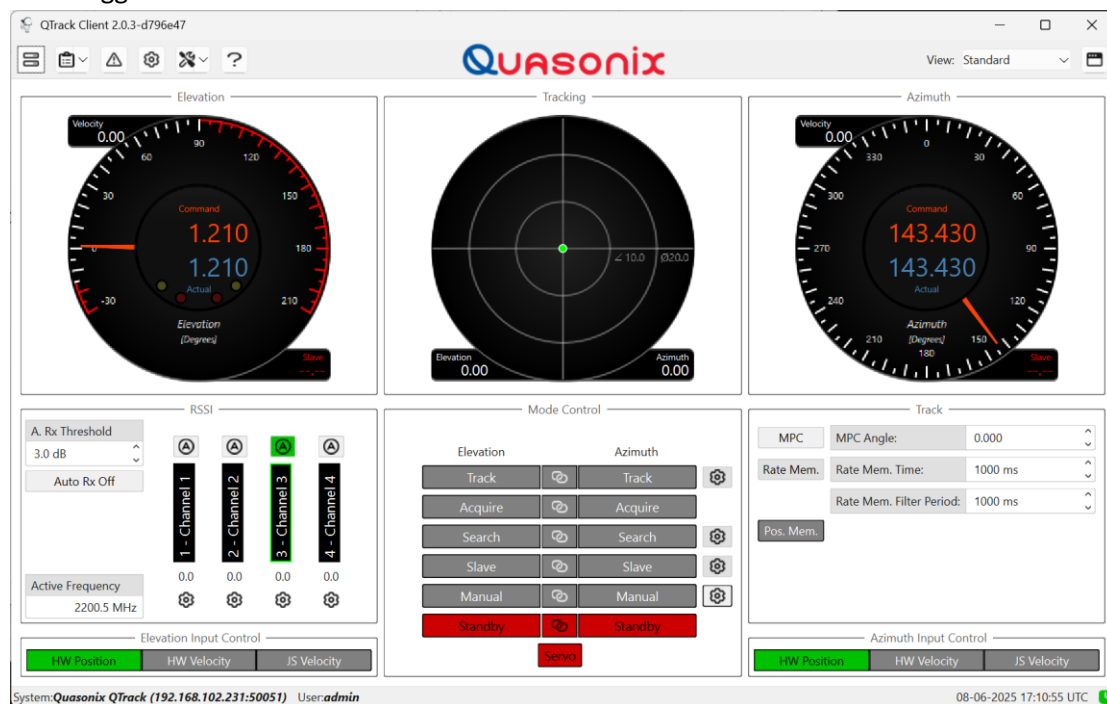 QTrack Client 2.0.3-d796e47
Quasonix
View: Standard
Elevation
Velocity
0.00
-30
0
30
60
90
120
150
180
210
Command
1.210
1.210
Actual
Elevation
[Degrees]
Slave
--.--
Tracking
∠ 10.0 Ø20.0
Elevation
0.00
Azimuth
0.00
Azimuth
Velocity
0.00
0
30
60
90
120
150
180
210
240
270
300
330
Command
143.430
143.430
Actual
Azimuth
[Degrees]
Slave
--.--
RSSI
A. Rx Threshold
3.0 dB
Auto Rx Off
A A A A
1 - Channel 1
2 - Channel 2
3 - Channel 3
4 - Channel 4
0.0 0.0 0.0 0.0
Active Frequency
2200.5 MHz
Elevation Input Control
HW Position HW Velocity JS Velocity
Mode Control
Elevation Azimuth
Track Track
Acquire Acquire
Search Search
Slave Slave
Manual Manual
Standby Standby
Servo
Track
MPC MPC Angle: 0.000
Rate Mem. Rate Mem. Time: 1000 ms
Rate Mem. Filter Period: 1000 ms
Pos. Mem.
Azimuth Input Control
HW Position HW Velocity JS Velocity
System:Quasonix QTrack (192.168.102.231:50051) User:admin
08-06-2025 17:10:55 UTC